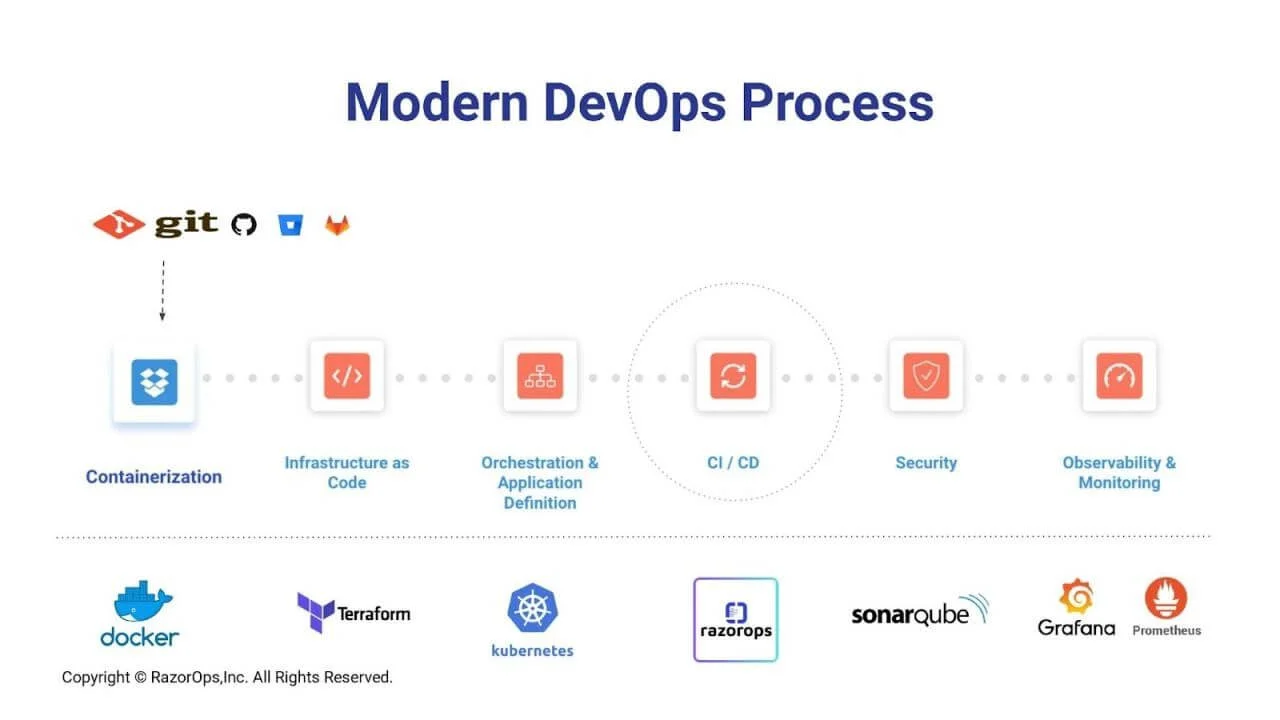 Modern DevOps Process
git
Containerization
Infrastructure as
Code
Orchestration &
Application
Definition
CI / CD
Security
Observability &
Monitoring
docker
Terraform
kubernetes
razorops
sonarqube
Grafana
Prometheus
Copyright © RazorOps,Inc. All Rights Reserved.